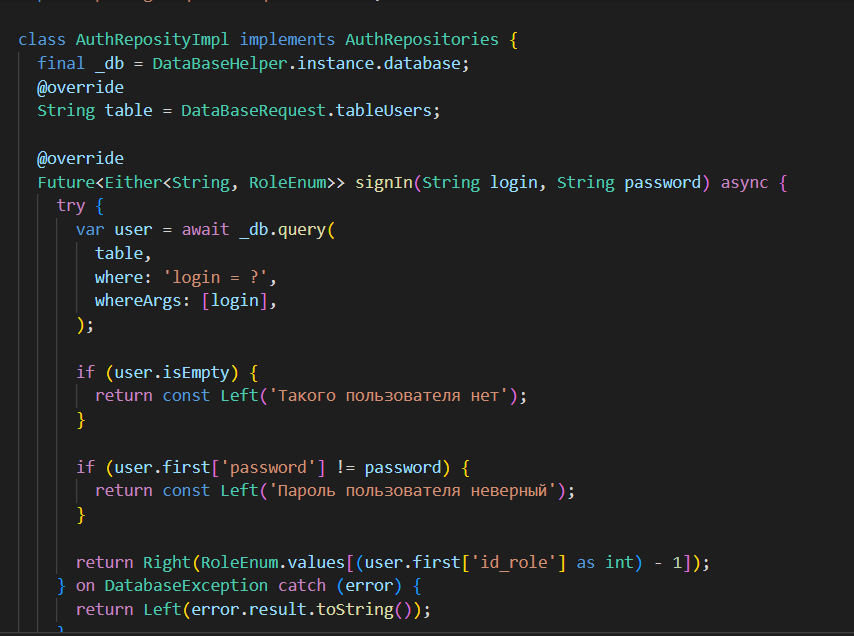 class AuthReposityImpl implements AuthRepositories {
final _db = DataBaseHelper.instance.database;
@override
String table = DataBaseRequest.tableUsers;
@override
Future<Either<String, RoleEnum>> signIn(String login, String password) async {
try {
var user = await _db.query(
table,
where: 'login = ?',
whereArgs: [login],
);
if (user.isEmpty) {
return const Left('Такого пользователя нет');
}
if (user.first['password'] != password) {
return const Left('Пароль пользователя неверный');
}
return Right(RoleEnum.values[(user.first['id_role'] as int) - 1]);
} on DatabaseException catch (error) {
return Left(error.result.toString());
}